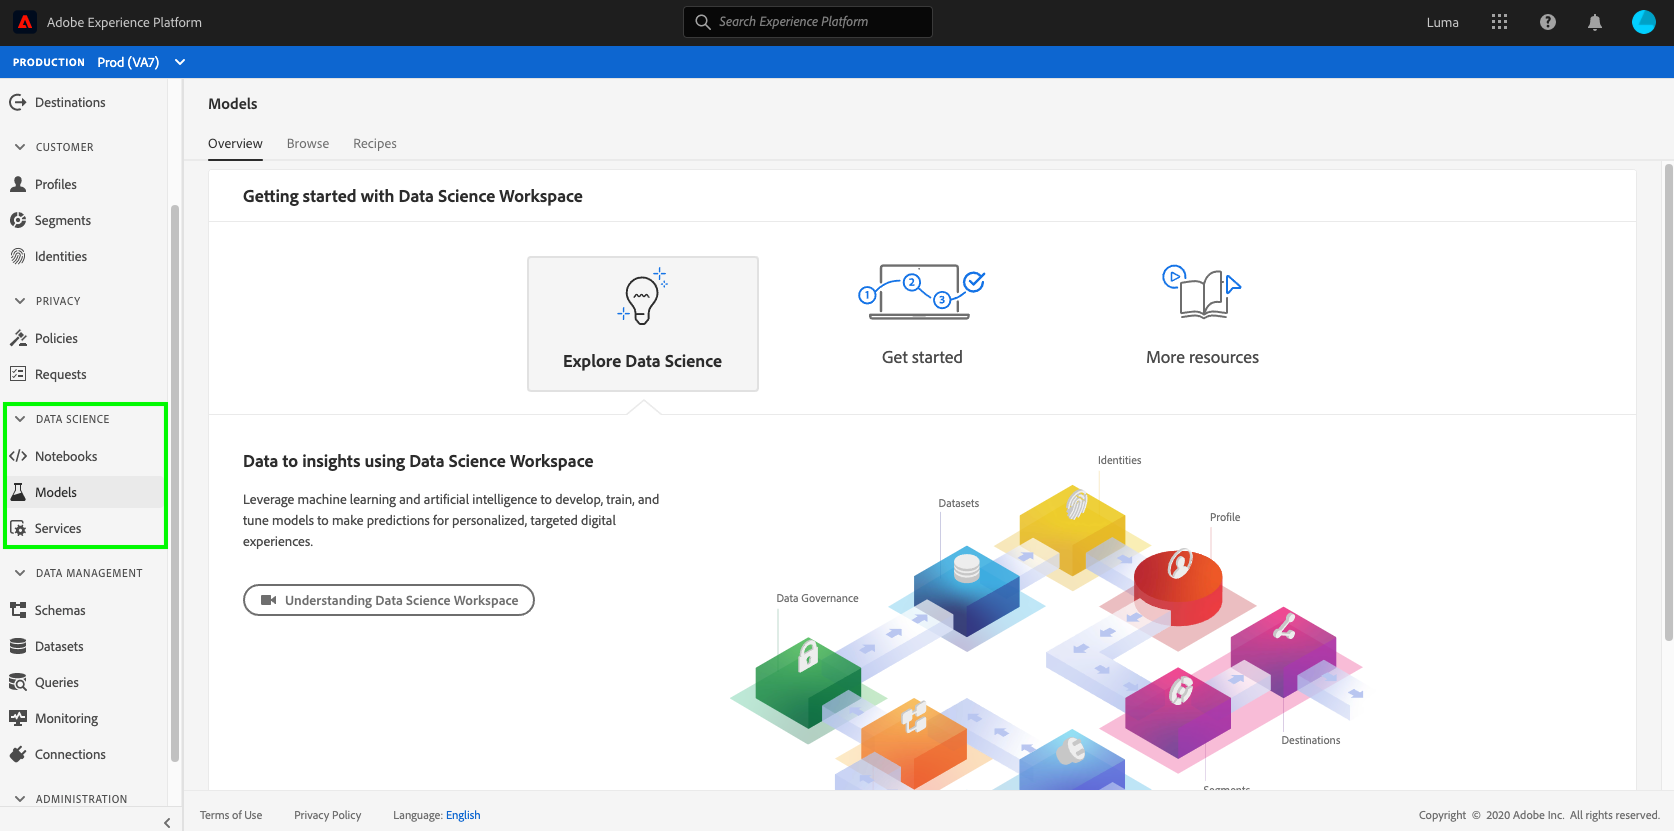 Adobe Experience Platform
Search Experience Platform
Luma
PRODUCTION Prod (VA7)
Destinations
CUSTOMER
Profiles
Segments
Identities
PRIVACY
Policies
Requests
DATA SCIENCE
Notebooks
Models
Services
DATA MANAGEMENT
Schemas
Datasets
Queries
Monitoring
Connections
ADMINISTRATION
Models
Overview Browse Recipes
Getting started with Data Science Workspace
Explore Data Science
1 2 3
Get started
More resources
Data to insights using Data Science Workspace
Leverage machine learning and artificial intelligence to develop, train, and
tune models to make predictions for personalized, targeted digital
experiences.
Understanding Data Science Workspace
Identities
Datasets
Profile
Data Governance
Destinations
Segments
Terms of Use Privacy Policy Language: English
Copyright © 2020 Adobe Inc. All rights reserved.